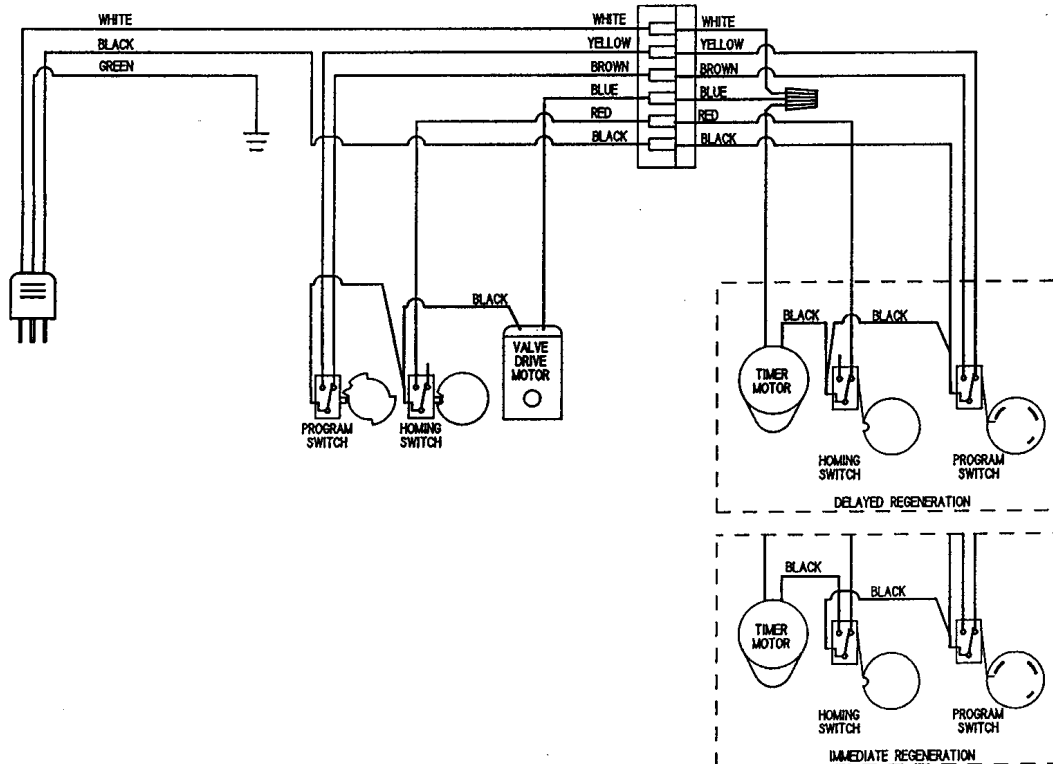 WHITE
WHITE
WHITE
BLACK
YELLOW
YELLOW
GREEN
BROWN
BROWN
BLUE
BLUE
RED
RED
BLACK
BLACK
BLACK
VALVE
DRIVE
MOTOR
PROGRAM
SWITCH
HOMING
SWITCH
BLACK
BLACK
TIMER
MOTOR
HOMING
SWITCH
PROGRAM
SWITCH
DELAYED REGENERATION
BLACK
BLACK
TIMER
MOTOR
HOMING
SWITCH
PROGRAM
SWITCH
IMMEDIATE REGENERATION